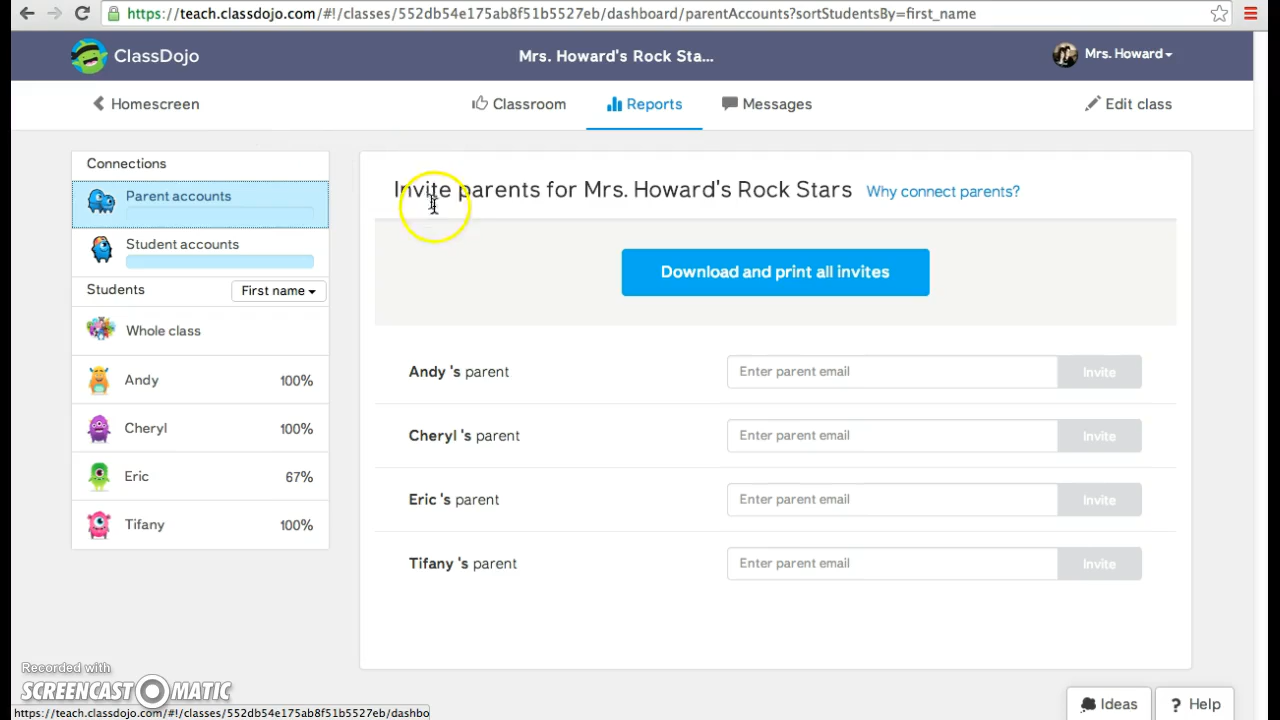 https://teach.classdojo.com/#!/classes/552db54e175ab8f51b5527eb/dashboard/parentAccounts?sortStudentsBy=first_name
ClassDojo
Mrs. Howard's Rock Sta...
Mrs. Howard
Homescreen
Classroom
Reports
Messages
Edit class
Connections
Parent accounts
Student accounts
Students
First name
Whole class
Andy 100%
Cheryl 100%
Eric 67%
Tifany 100%
Invite parents for Mrs. Howard's Rock Stars
Why connect parents?
Download and print all invites
Andy 's parent
Enter parent email
Invite
Cheryl 's parent
Enter parent email
Invite
Eric 's parent
Enter parent email
Invite
Tifany 's parent
Enter parent email
Invite
Recorded with
SCREENCAST MATIC
https://teach.classdojo.com/#!/classes/552db54e175ab8f51b5527eb/dashbo
Ideas
? Help